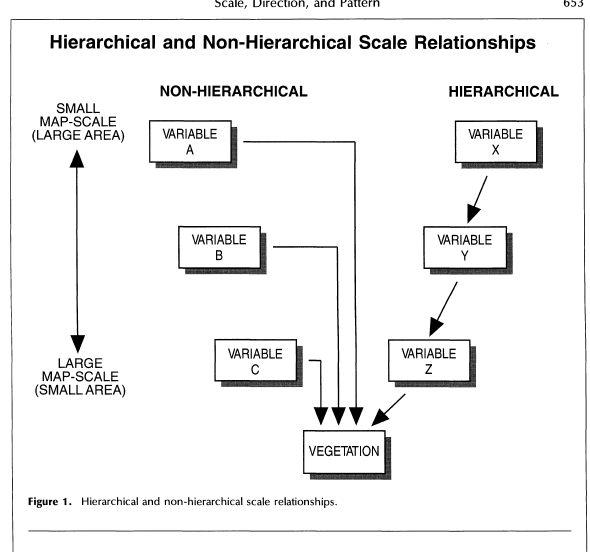 Scale, Direction, and Pattern 653
Hierarchical and Non-Hierarchical Scale Relationships
NON-HIERARCHICAL HIERARCHICAL
SMALL
MAP-SCALE
(LARGE AREA)
VARIABLE
A
VARIABLE
X
VARIABLE
B
VARIABLE
Y
LARGE
MAP-SCALE
(SMALL AREA)
VARIABLE
C
VARIABLE
Z
VEGETATION
Figure 1. Hierarchical and non-hierarchical scale relationships.